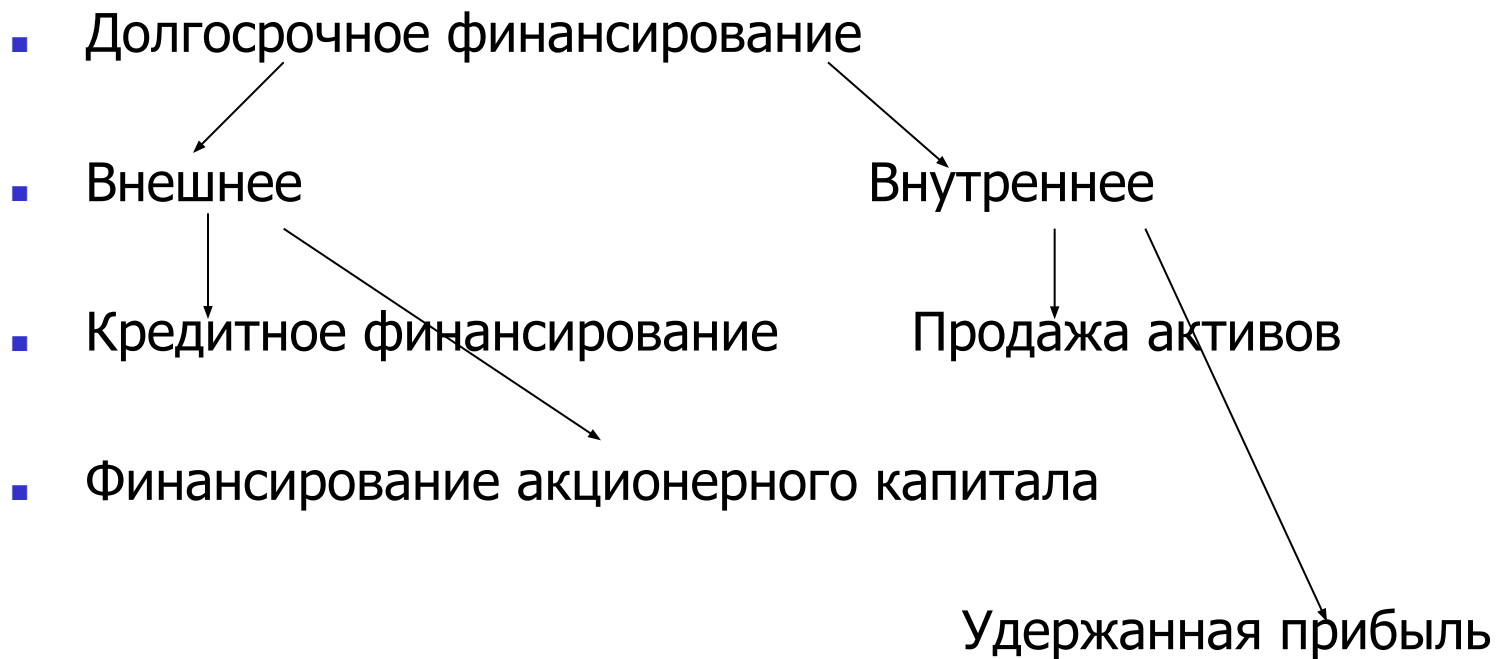 Долгосрочное финансирование
Внешнее Внутреннее
Кредитное финансирование Продажа активов
Финансирование акционерного капитала
Удержанная прибыль